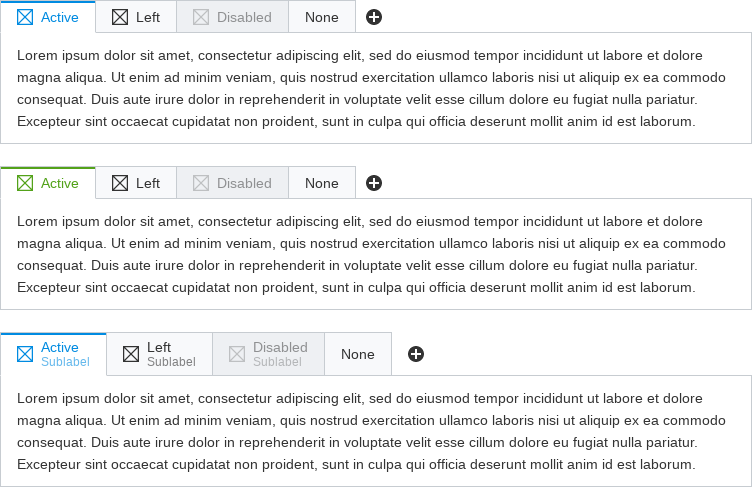 Active Left Disabled None
Lorem ipsum dolor sit amet, consectetur adipiscing elit, sed do eiusmod tempor incididunt ut labore et dolore
magna aliqua. Ut enim ad minim veniam, quis nostrud exercitation ullamco laboris nisi ut aliquip ex ea commodo
consequat. Duis aute irure dolor in reprehenderit in voluptate velit esse cillum dolore eu fugiat nulla pariatur.
Excepteur sint occaecat cupidatat non proident, sunt in culpa qui officia deserunt mollit anim id est laborum.
Active Left Disabled None
Lorem ipsum dolor sit amet, consectetur adipiscing elit, sed do eiusmod tempor incididunt ut labore et dolore
magna aliqua. Ut enim ad minim veniam, quis nostrud exercitation ullamco laboris nisi ut aliquip ex ea commodo
consequat. Duis aute irure dolor in reprehenderit in voluptate velit esse cillum dolore eu fugiat nulla pariatur.
Excepteur sint occaecat cupidatat non proident, sunt in culpa qui officia deserunt mollit anim id est laborum.
Active Left Disabled None
Sublabel Sublabel Sublabel
Lorem ipsum dolor sit amet, consectetur adipiscing elit, sed do eiusmod tempor incididunt ut labore et dolore
magna aliqua. Ut enim ad minim veniam, quis nostrud exercitation ullamco laboris nisi ut aliquip ex ea commodo
consequat. Duis aute irure dolor in reprehenderit in voluptate velit esse cillum dolore eu fugiat nulla pariatur.
Excepteur sint occaecat cupidatat non proident, sunt in culpa qui officia deserunt mollit anim id est laborum.